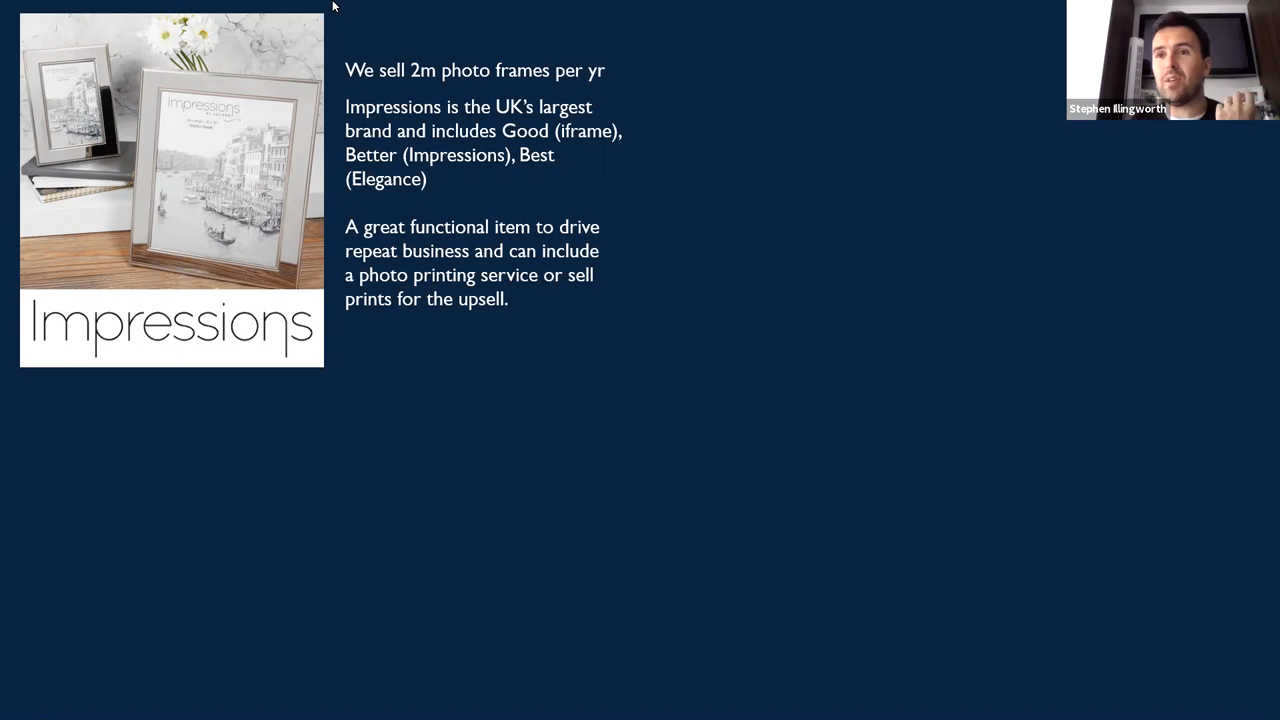 We sell 2m photo frames per yr
Impressions is the UK's largest
brand and includes Good (iframe),
Better (Impressions), Best
(Elegance)
A great functional item to drive
repeat business and can include
a photo printing service or sell
prints for the upsell.
Impressions
Impressions
Impressions
Stephen Illingworth